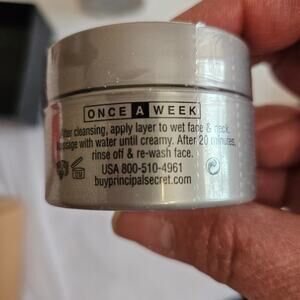 ONCE A WEEK
After cleansing, apply layer to wet face & neck.
Massage with water until creamy. After 20 minutes,
rinse off & re-wash face.
USA 800-510-4961
buyprincipalsecret.com